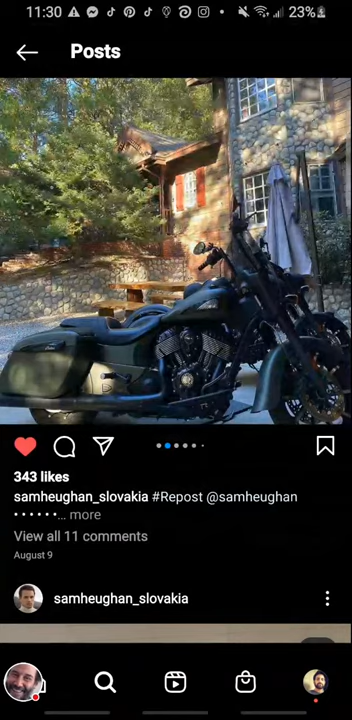 11:30
23%
Posts
343 likes
samheughan_slovakia #Repost @samheughan
• • • • • •... more
View all 11 comments
August 9
samheughan_slovakia